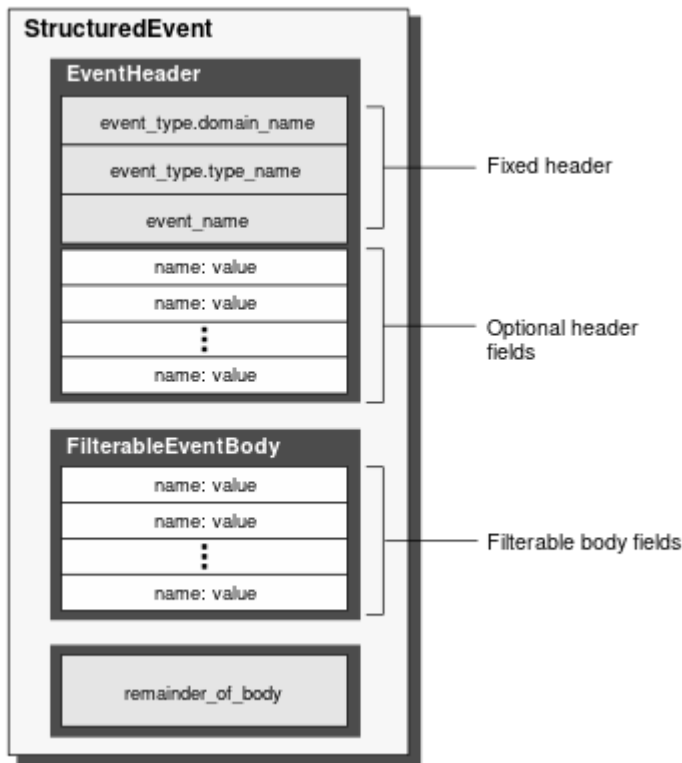 StructuredEvent
EventHeader
event_type.domain_name
event_type.type_name
event_name
Fixed header
name: value
name: value
name: value
Optional header
fields
FilterableEventBody
name: value
name: value
name: value
Filterable body fields
remainder_of_body